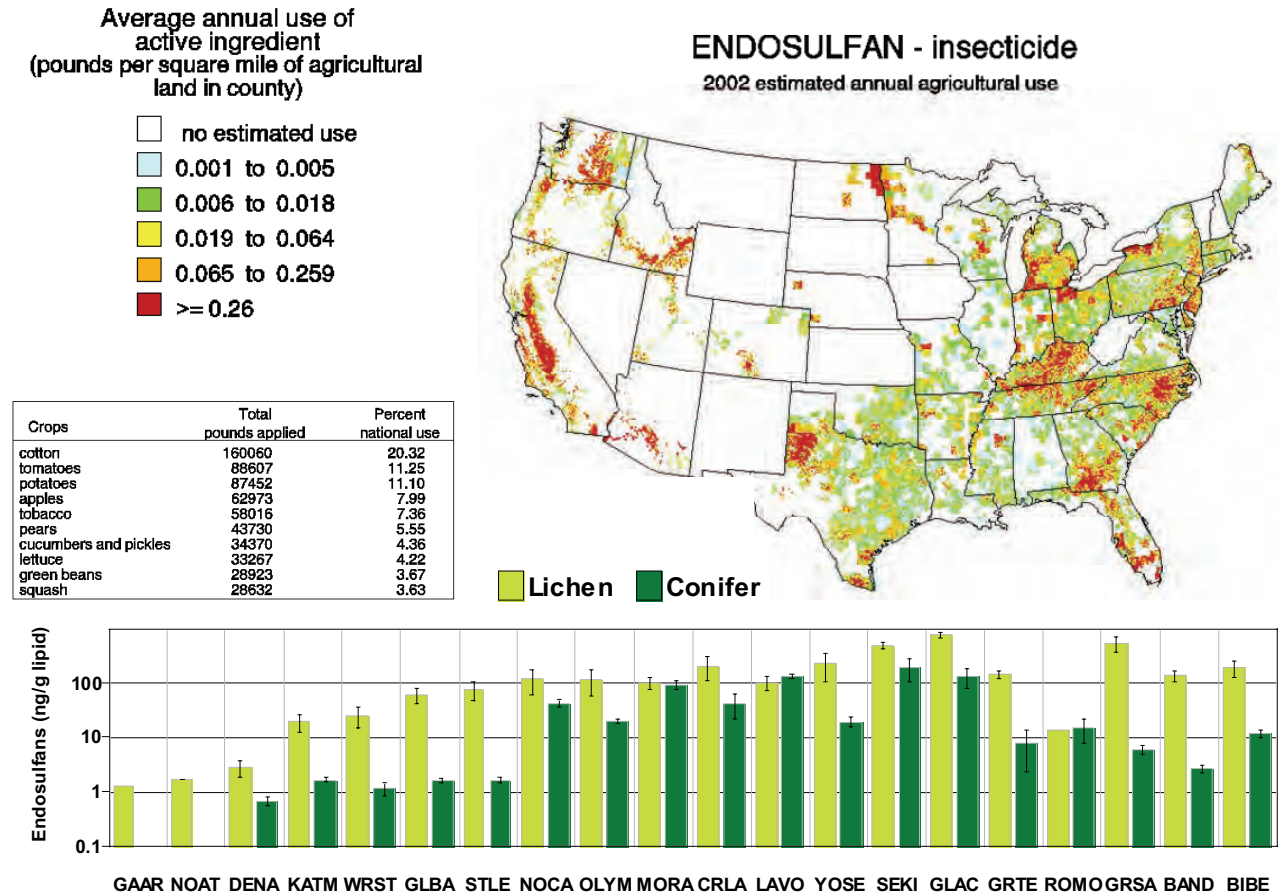 Average annual use of
active ingredient
(pounds per square mile of agricultural
land in county)
no estimated use
0.001 to 0.005
0.006 to 0.018
0.019 to 0.064
0.065 to 0.259
>= 0.26
ENDOSULFAN - insecticide
2002 estimated annual agricultural use
Crops Total pounds applied Percent national use
cotton 160060 20.32
tomatoes 88607 11.25
potatoes 87452 11.10
apples 62973 7.99
tobacco 58016 7.36
pears 43730 5.55
cucumbers and pickles 34370 4.36
lettuce 33267 4.22
green beans 28923 3.67
squash 28632 3.63
Lichen Conifer
Endosulfans (ng/g lipid)
100
10
1
0.1
GAAR NOAT DENA KATM WRST GLBA STLE NOCA OLYM MORA CRLA LAVO YOSE SEKI GLAC GRTE ROMO GRSA BAND BIBE